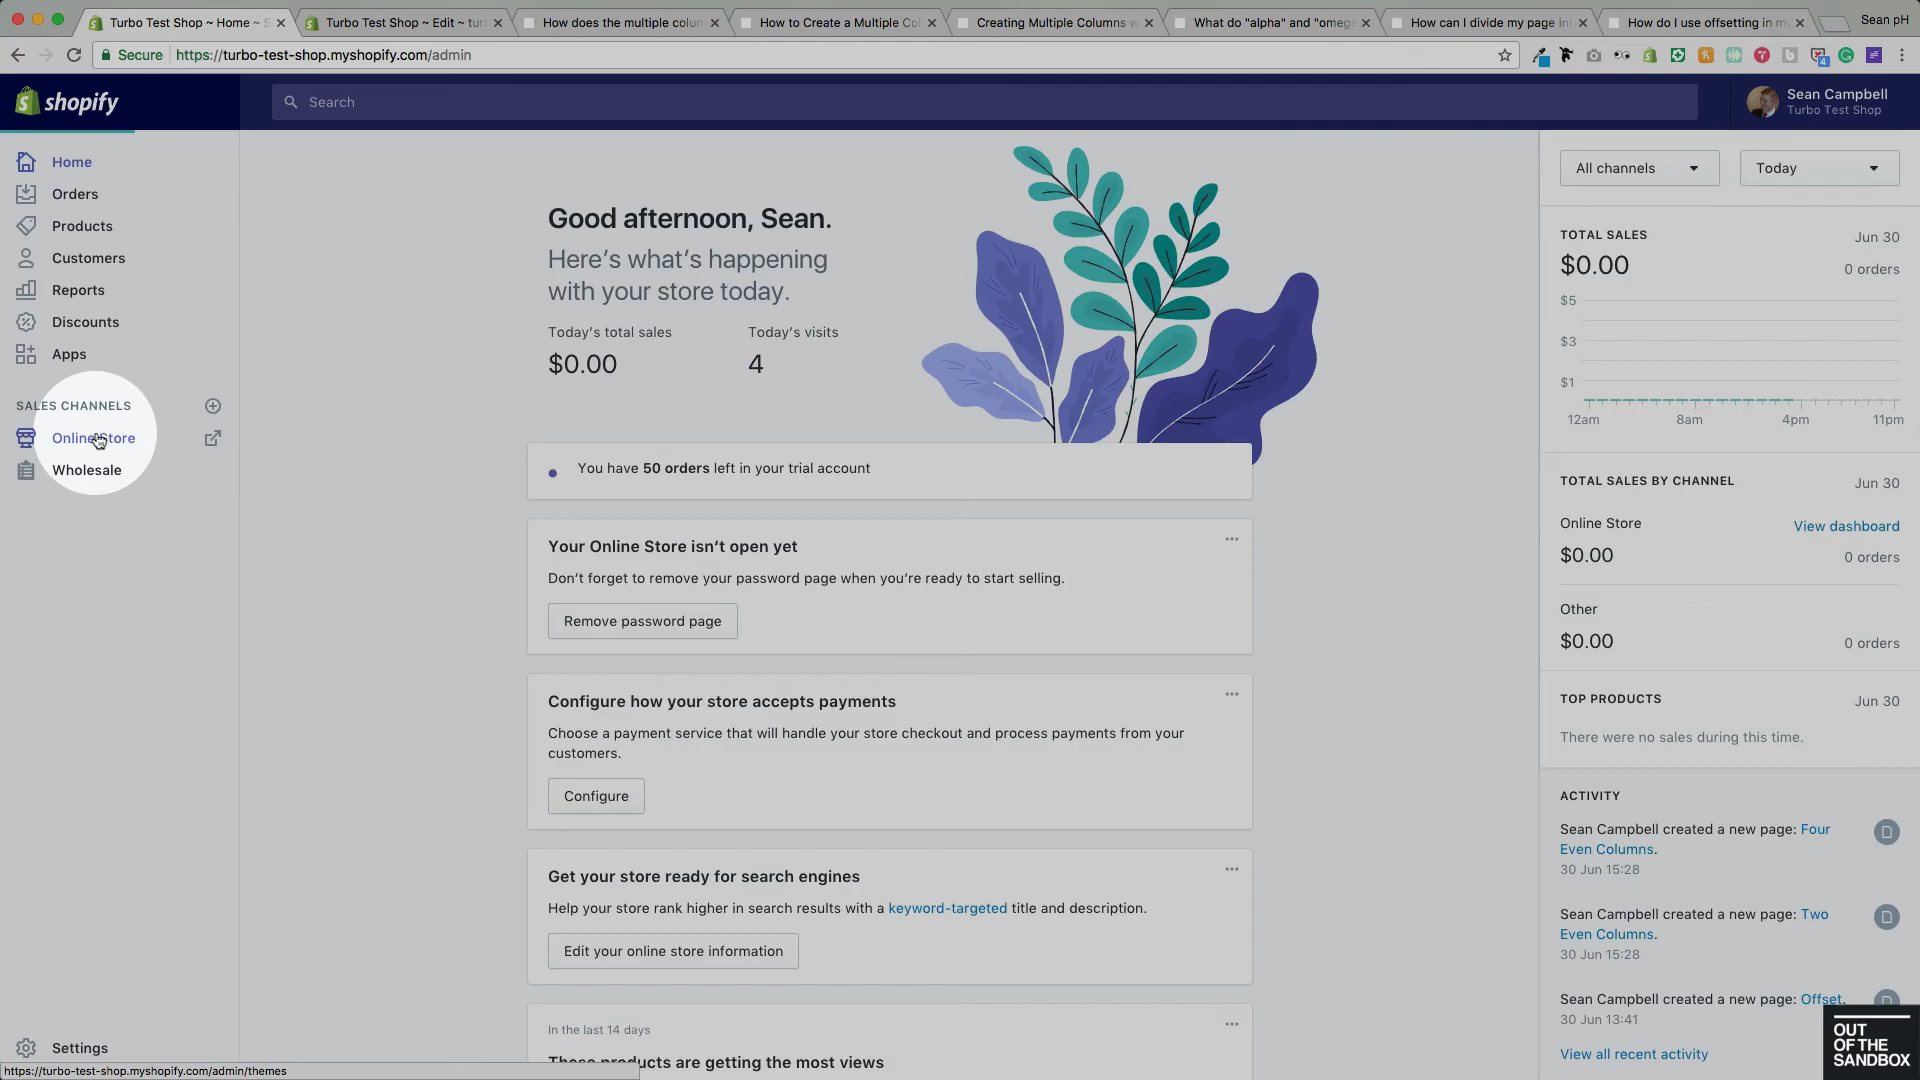 Turbo Test Shop ~ Home ~ S
Turbo Test Shop ~ Edit ~ turb
How does the multiple colum
How to Create a Multiple Co
Creating Multiple Columns w
What do "alpha" and "omega
How can I divide my page in
How do I use offsetting in m
Sean pH
Secure
https://turbo-test-shop.myshopify.com/admin
4
shopify
Search
Sean Campbell
Turbo Test Shop
Home
Orders
Products
Customers
Reports
Discounts
Apps
SALES CHANNELS
Online Store
Wholesale
Settings
https://turbo-test-shop.myshopify.com/admin/themes
Good afternoon, Sean.
Here's what's happening
with your store today.
Today's total sales
Today's visits
$0.00
4
You have 50 orders left in your trial account
Your Online Store isn't open yet
Don't forget to remove your password page when you're ready to start selling.
Remove password page
Configure how your store accepts payments
Choose a payment service that will handle your store checkout and process payments from your
customers.
Configure
Get your store ready for search engines
Help your store rank higher in search results with a keyword-targeted title and description.
Edit your online store information
In the last 14 days
These products are getting the most views
All channels
Today
TOTAL SALES
Jun 30
$0.00
0 orders
$5
$3
$1
12am
8am
4pm
11pm
TOTAL SALES BY CHANNEL
Jun 30
Online Store
View dashboard
$0.00
0 orders
Other
$0.00
0 orders
TOP PRODUCTS
Jun 30
There were no sales during this time.
ACTIVITY
Sean Campbell created a new page: Four
Even Columns.
30 Jun 15:28
Sean Campbell created a new page: Two
Even Columns.
30 Jun 15:28
Sean Campbell created a new page: Offset.
30 Jun 13:41
View all recent activity
OUT
OF THE
SANDBOX